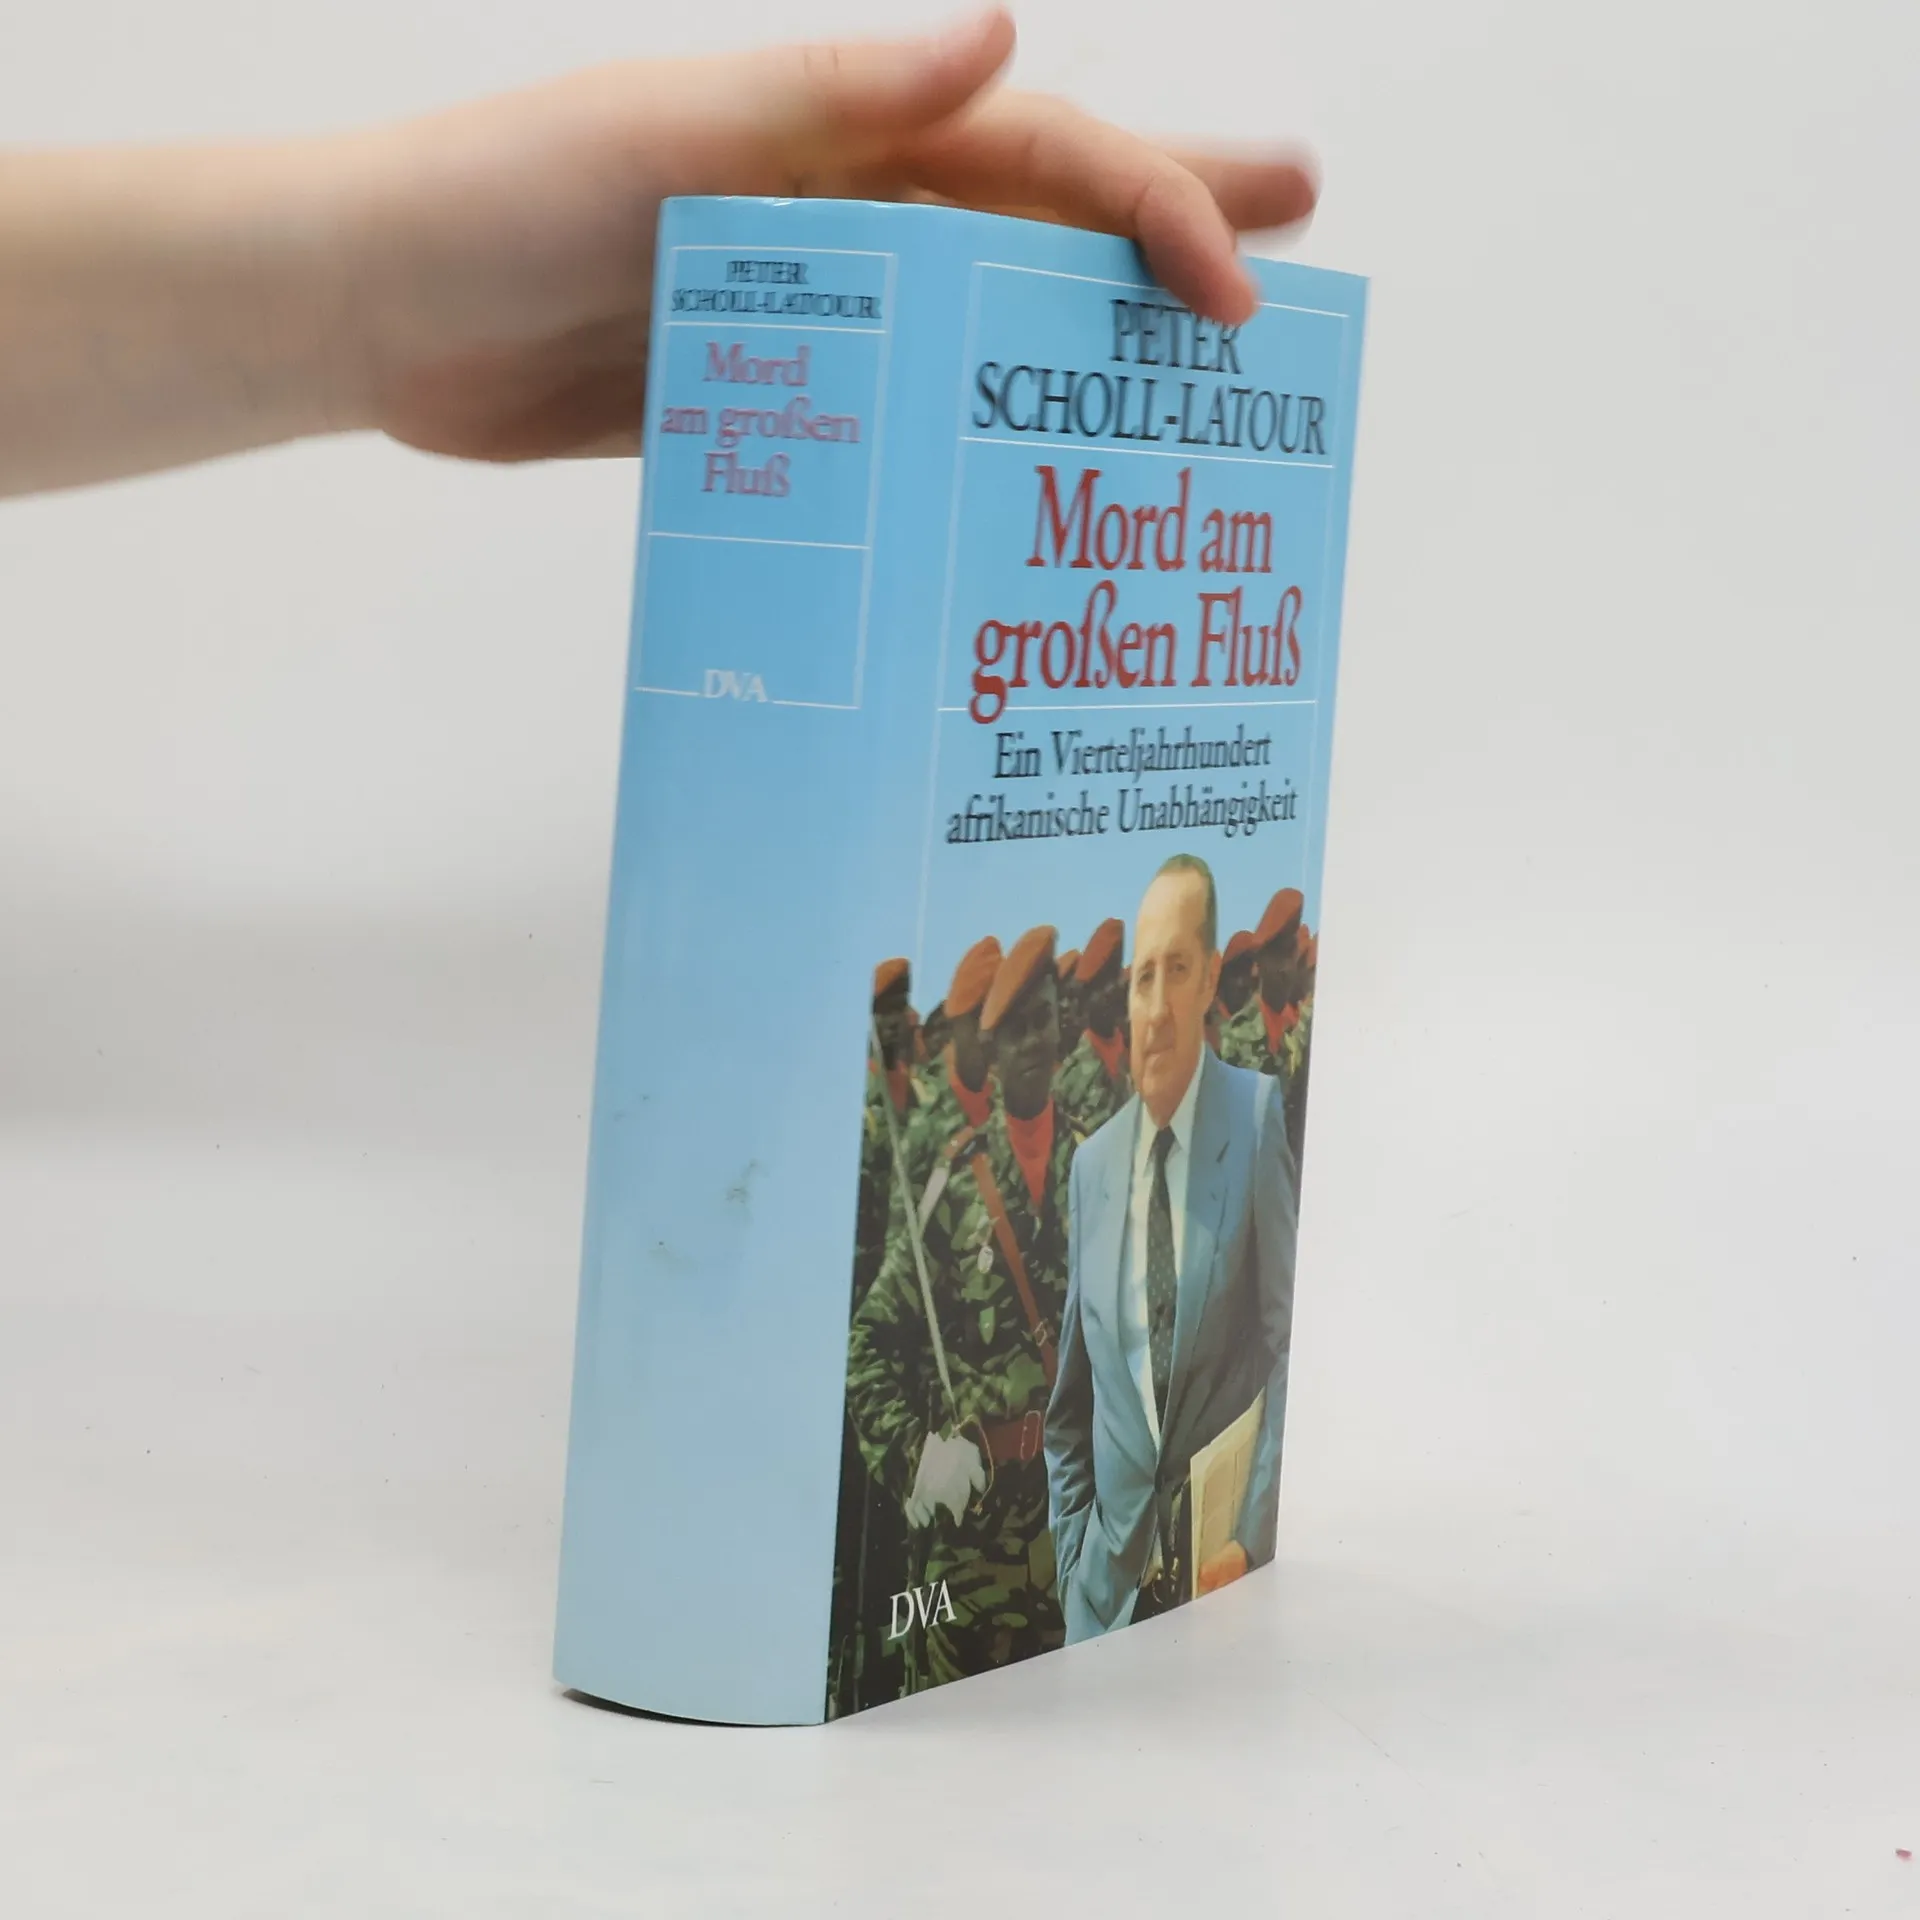 PETER
SCHOLL-LATOUR
Mord
am großen
Fluß
DVA
PETER
SCHOLL-LATOUR
Mord am
großen Fluß
Ein Vierteljahrhundert
afrikanische Unabhängigkeit
DVA